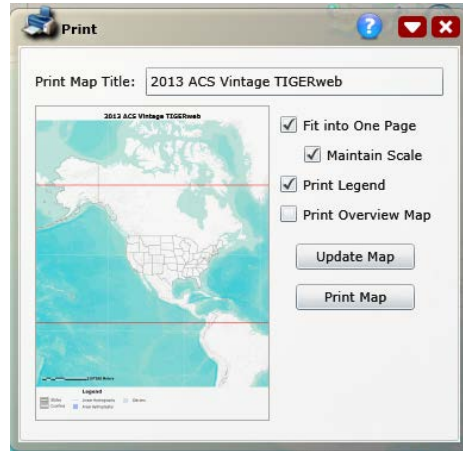 Print
?
Print Map Title: 2013 ACS Vintage TIGERweb
2013 ACS Vintage TIGERweb
Fit into One Page
Maintain Scale
Print Legend
Print Overview Map
Update Map
Print Map
Legend
States